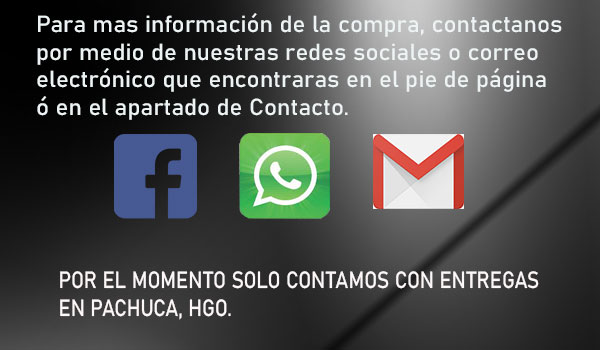 Para mas información de la compra, contactanos
por medio de nuestras redes sociales o correo
electrónico que encontraras en el pie de página
ó en el apartado de Contacto.
POR EL MOMENTO SOLO CONTAMOS CON ENTREGAS
EN PACHUCA, HGO.